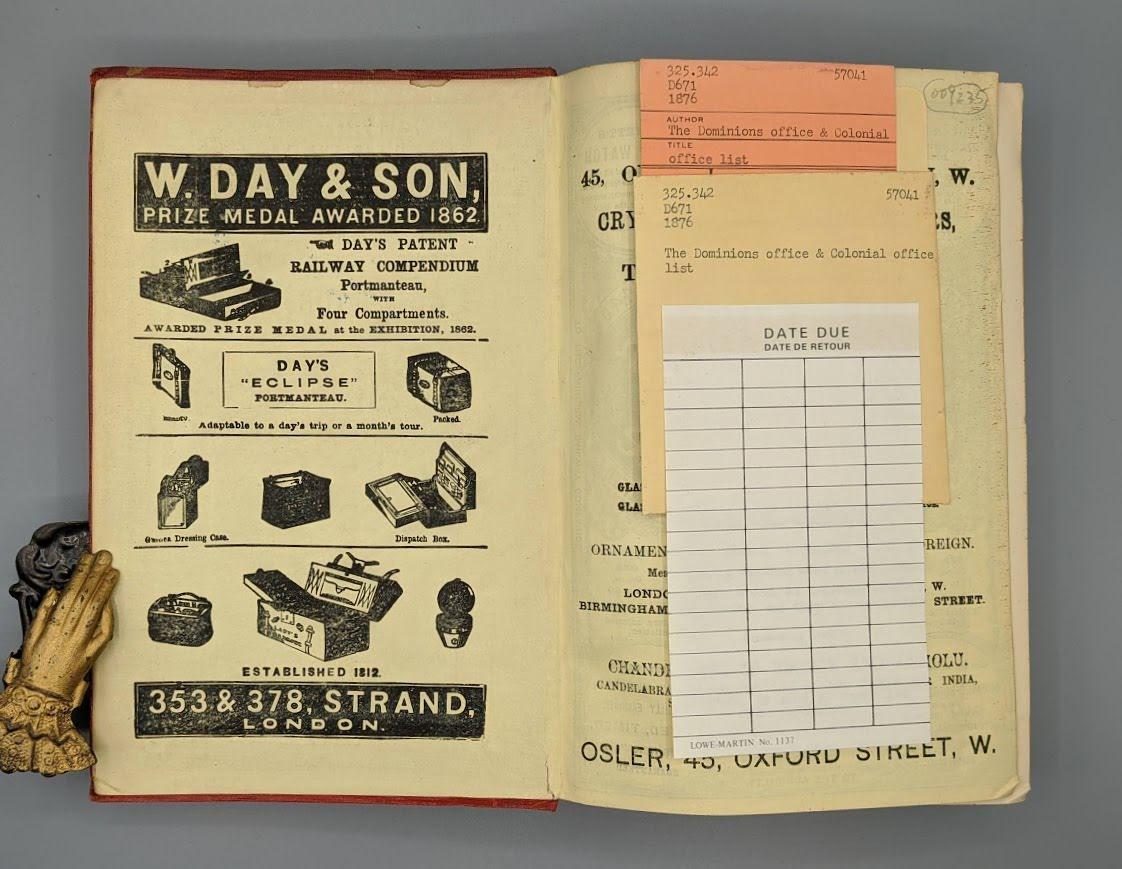 W. DAY & SON,
PRIZE MEDAL AWARDED 1862.
DAY'S PATENT
RAILWAY COMPENDIUM
Portmanteau,
WITH
Four Compartments.
AWARDED PRIZE MEDAL at the EXHIBITION, 1862.
DAY'S
"ECLIPSE"
PORTMANTEAU.
Packed.
Adaptable to a day's trip or a month's tour.
Dressing Case.
Dispatch Box.
ESTABLISHED 1812.
353 & 378, STRAND,
LONDON.
325.342 57041
D671
1876
AUTHOR
The Dominions office & Colonial
TITLE
office list
009235
45, O W.
CRY S,
325.342 57041
D671
1876
The Dominions office & Colonial office
list
DATE DUE
DATE DE RETOUR
GLA
GLA
ORNAMEN REIGN.
Mes
LONDO W.
BIRMINGHAM STREET.
CHAND OLU.
CANDELABRA INDIA,
LOWE-MARTIN No. 1137
OSLER, 45, OXFORD STREET, W.